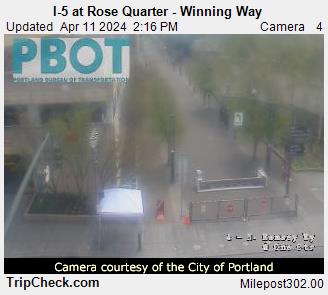 I-5 at Rose Quarter - Winning Way
Updated Apr 11 2024 2:16 PM Camera 4
PBOT
PORTLAND BUREAU OF TRANSPORTATION
Camera courtesy of the City of Portland
TripCheck.com Milepost302.00